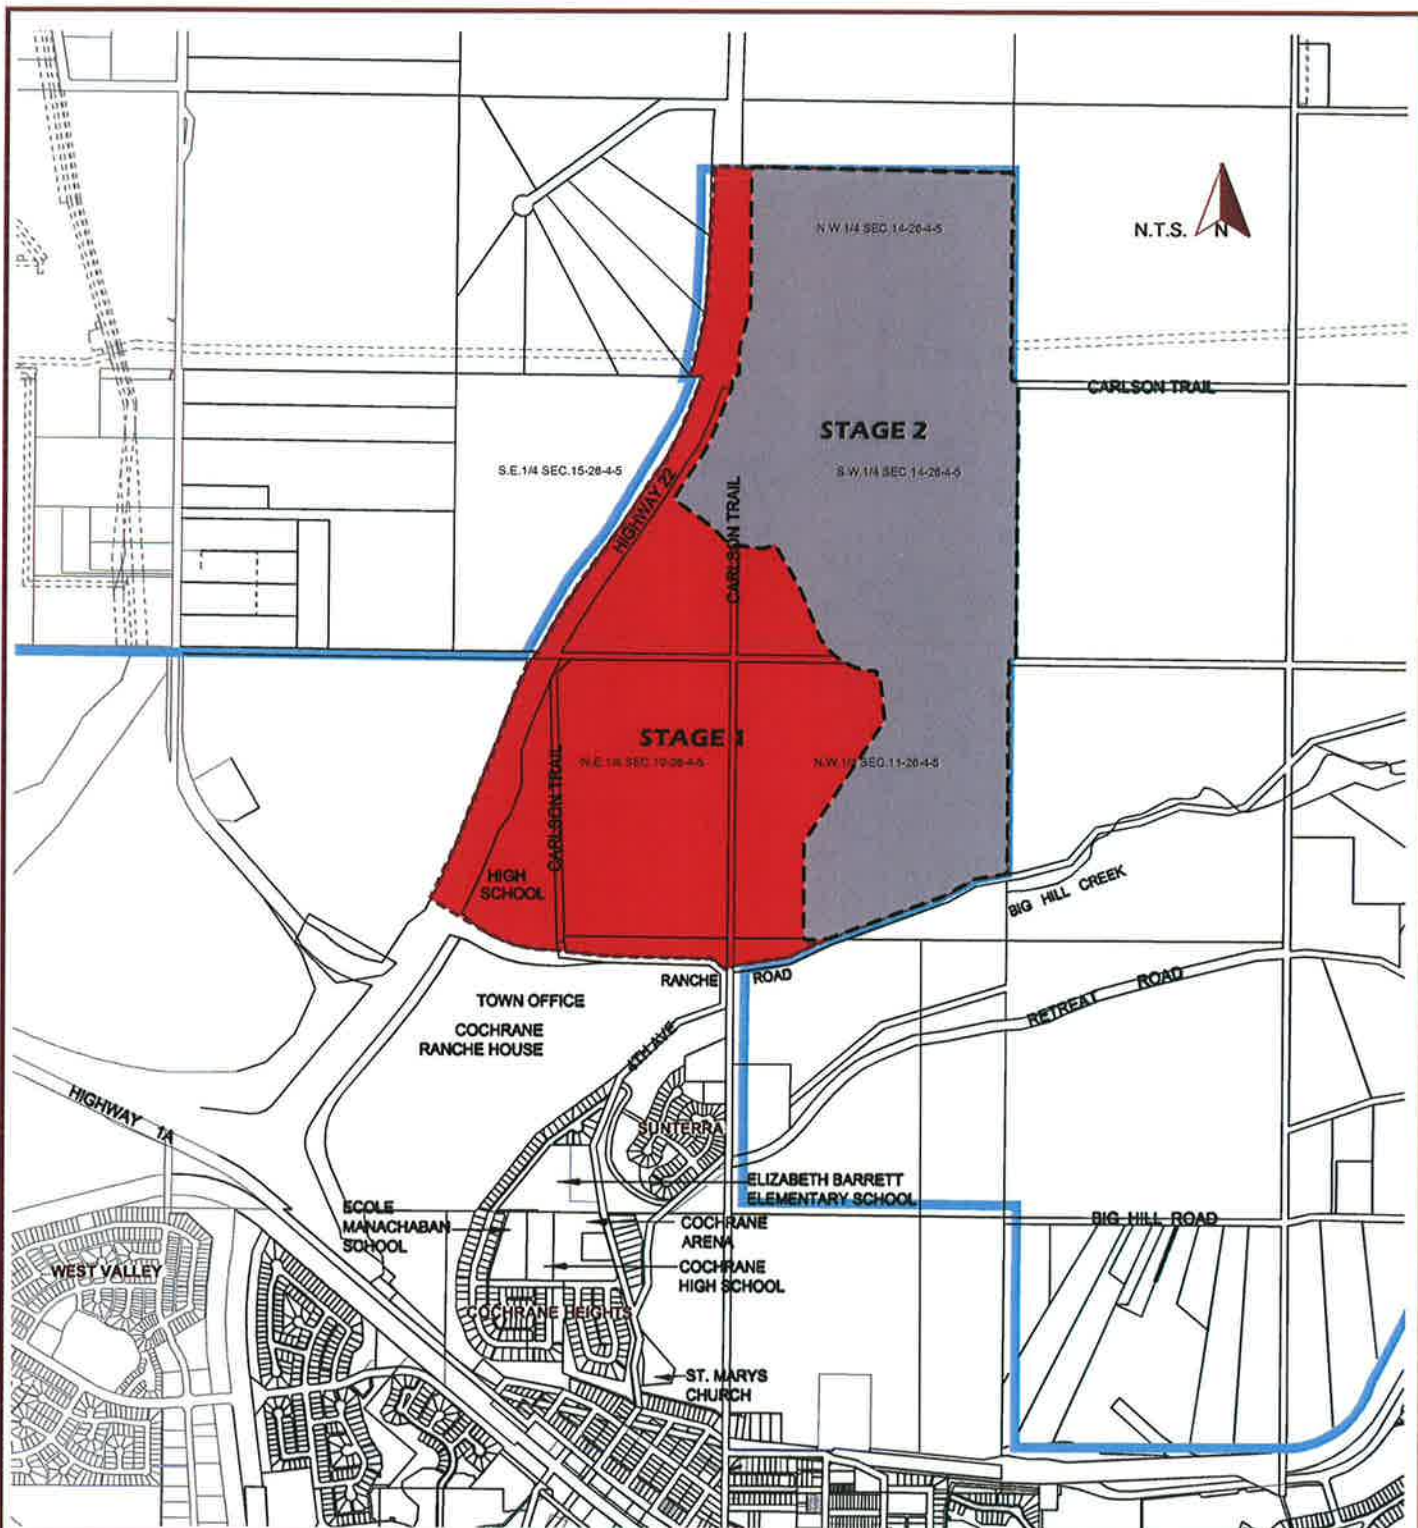 N.W.1/4 SEC.14-26-4-5
N.T.S.
N
CARLSON TRAIL
STAGE 2
S.E.1/4 SEC.15-26-4-5
S.W.1/4 SEC.14-26-4-5
HIGHWAY 22
CARLSON TRAIL
STAGE 1
N.E.1/4 SEC.10-26-4-5
N.W.1/4 SEC.11-26-4-5
CARLSON TRAIL
HIGH
SCHOOL
BIG HILL CREEK
RANCHE ROAD
RETREAT ROAD
TOWN OFFICE
COCHRANE
RANCHE HOUSE
4TH AVE
HIGHWAY 1A
SUNTERRA
ELIZABETH BARRETT
ELEMENTARY SCHOOL
ECOLE
MANACHABAN
SCHOOL
COCHRANE
ARENA
BIG HILL ROAD
COCHRANE
HIGH SCHOOL
WEST VALLEY
COCHRANE HEIGHTS
ST. MARYS
CHURCH